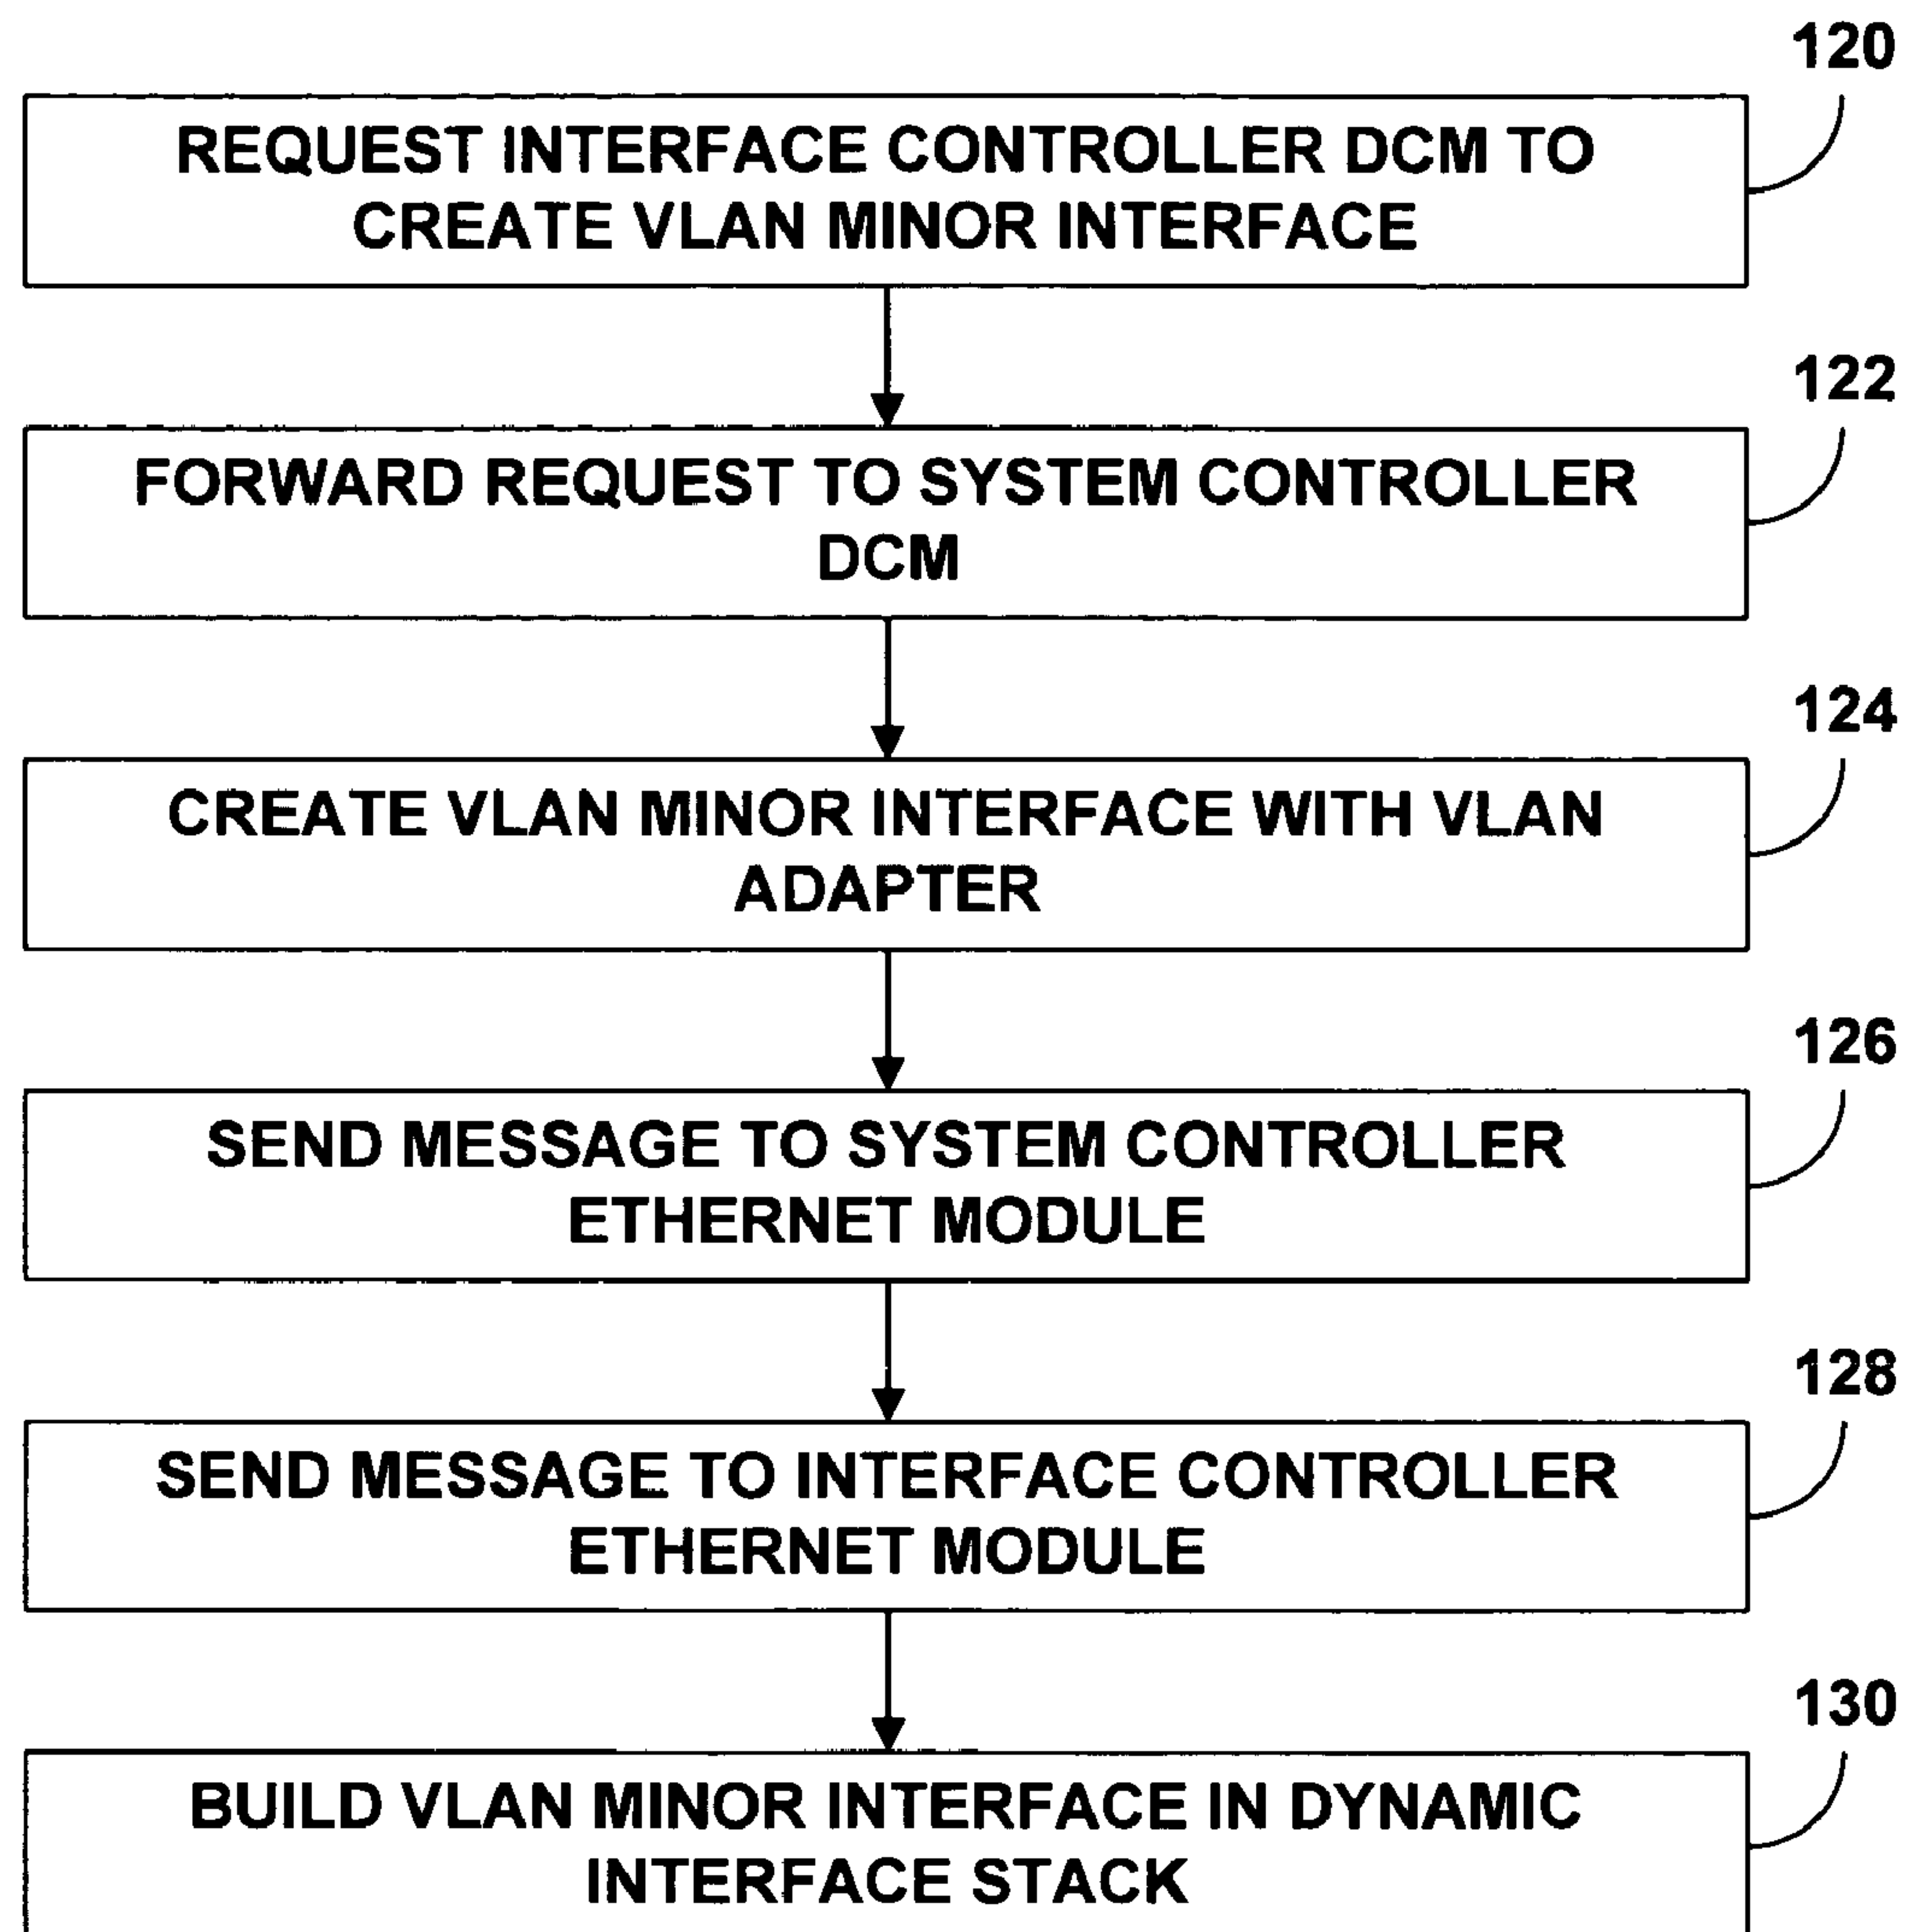 120
REQUEST INTERFACE CONTROLLER DCM TO
CREATE VLAN MINOR INTERFACE
122
FORWARD REQUEST TO SYSTEM CONTROLLER
DCM
124
CREATE VLAN MINOR INTERFACE WITH VLAN
ADAPTER
126
SEND MESSAGE TO SYSTEM CONTROLLER
ETHERNET MODULE
128
SEND MESSAGE TO INTERFACE CONTROLLER
ETHERNET MODULE
130
BUILD VLAN MINOR INTERFACE IN DYNAMIC
INTERFACE STACK